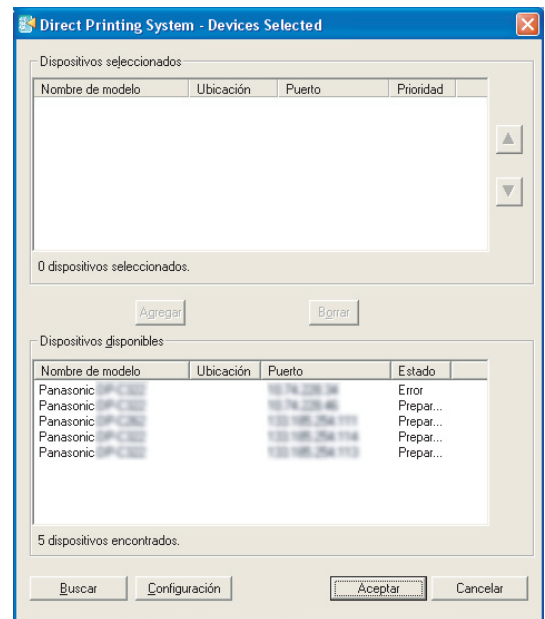 Direct Printing System - Devices Selected
Dispositivos seleccionados
Nombre de modelo Ubicación Puerto Prioridad
0 dispositivos seleccionados.
Agregar Borrar
Dispositivos disponibles
Nombre de modelo Ubicación Puerto Estado
Panasonic Error
Panasonic Prepar...
Panasonic Prepar...
Panasonic Prepar...
Panasonic Prepar...
5 dispositivos encontrados.
Buscar Configuración Aceptar Cancelar